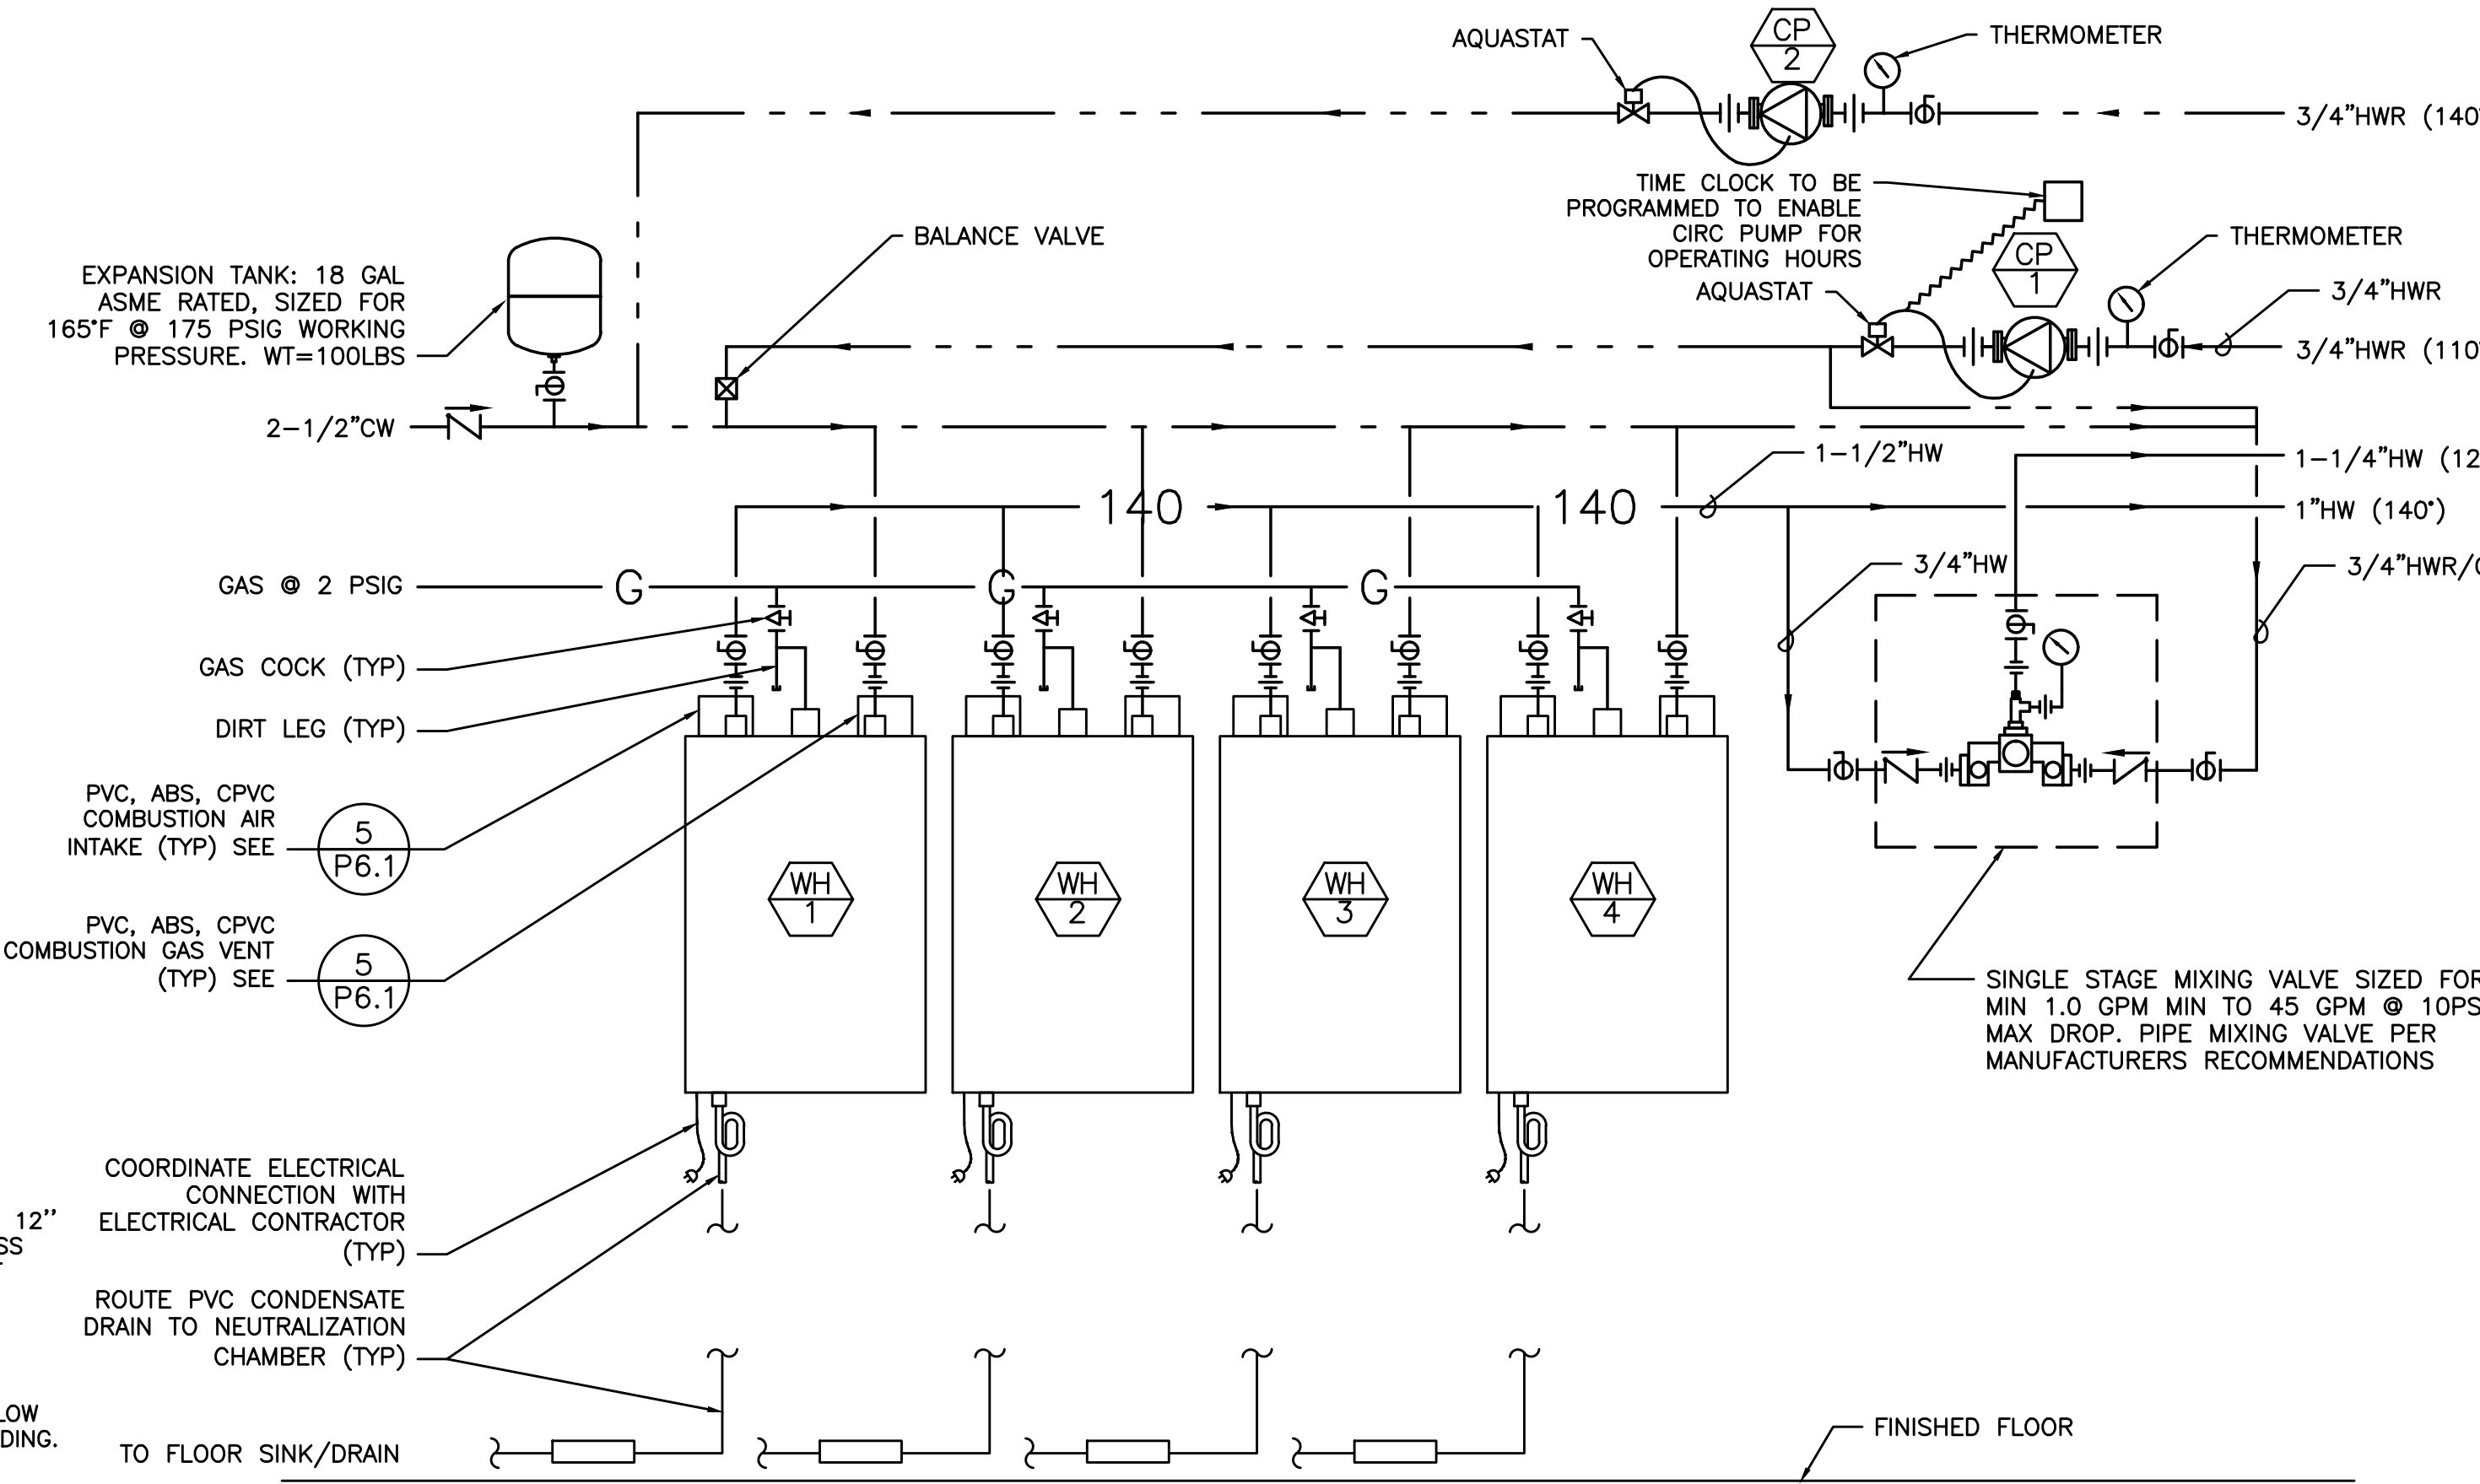 AQUASTAT
CP
2
THERMOMETER
3/4"HWR (140°
TIME CLOCK TO BE
PROGRAMMED TO ENABLE
CIRC PUMP FOR
OPERATING HOURS
AQUASTAT
CP
1
THERMOMETER
3/4"HWR
3/4"HWR (110°
BALANCE VALVE
EXPANSION TANK: 18 GAL
ASME RATED, SIZED FOR
165°F @ 175 PSIG WORKING
PRESSURE. WT=100LBS
2-1/2"CW
1-1/2"HW
1-1/4"HW (12
140
140
1"HW (140°)
GAS @ 2 PSIG
G
G
G
3/4"HW
3/4"HWR/
GAS COCK (TYP)
DIRT LEG (TYP)
PVC, ABS, CPVC
COMBUSTION AIR
INTAKE (TYP) SEE
5
P6.1
PVC, ABS, CPVC
COMBUSTION GAS VENT
(TYP) SEE
5
P6.1
WH
1
WH
2
WH
3
WH
4
SINGLE STAGE MIXING VALVE SIZED FOR
MIN 1.0 GPM MIN TO 45 GPM @ 10PS
MAX DROP. PIPE MIXING VALVE PER
MANUFACTURERS RECOMMENDATIONS
COORDINATE ELECTRICAL
CONNECTION WITH
ELECTRICAL CONTRACTOR
(TYP)
12"
SS
ROUTE PVC CONDENSATE
DRAIN TO NEUTRALIZATION
CHAMBER (TYP)
LOW
DING.
TO FLOOR SINK/DRAIN
FINISHED FLOOR